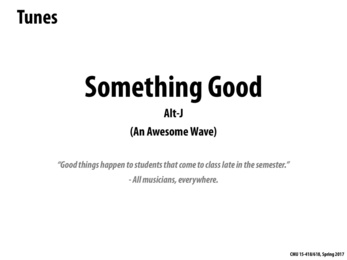 Tunes
Something Good
Alt-J
(An Awesome Wave)
“Good things happen to students that come to class late in the semester.”
- All musicians, everywhere.
CMU 15-418/618, Spring 2017